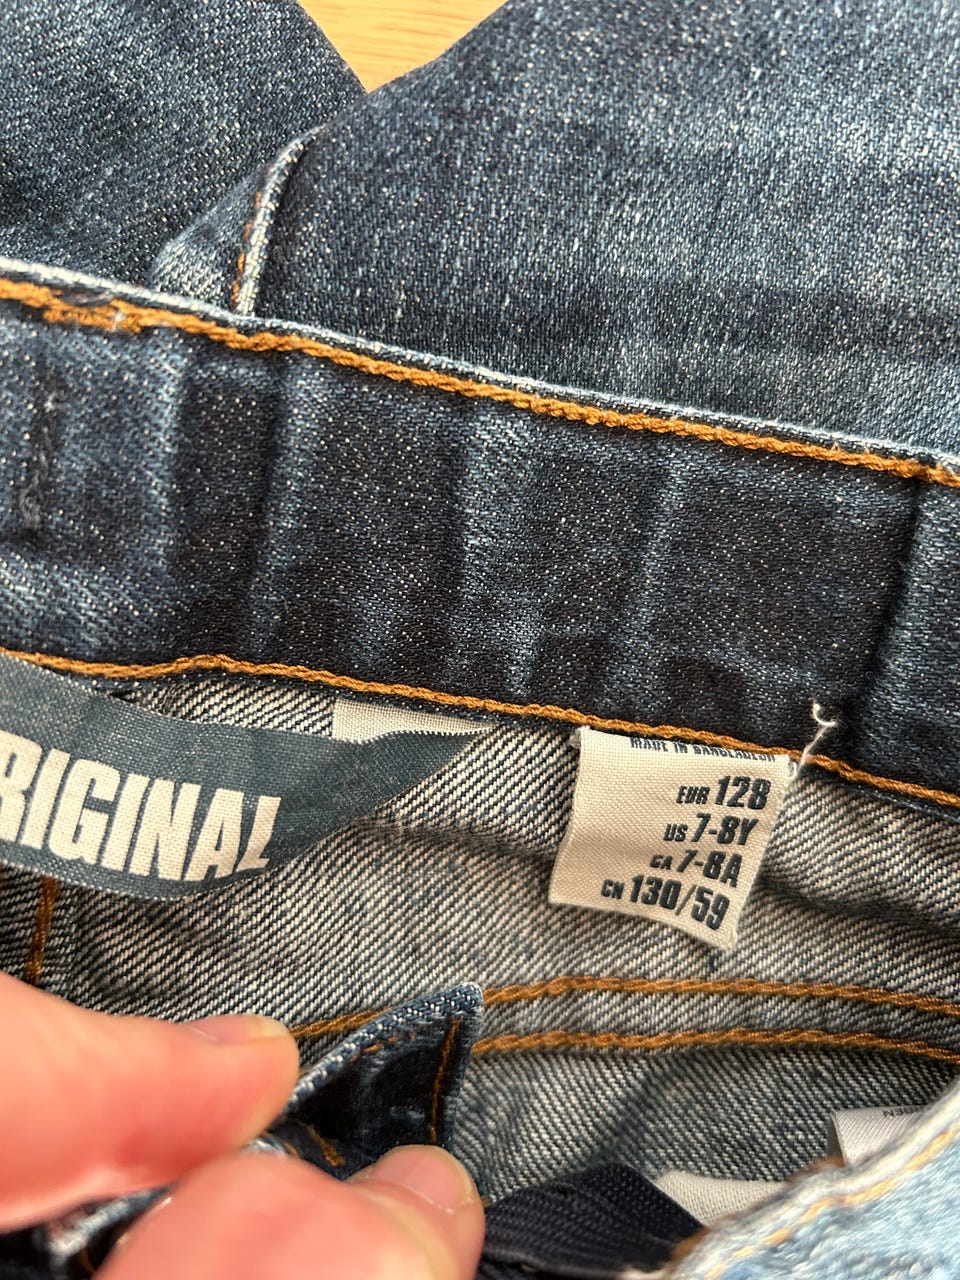 RIGINAL
MADE IN BANGLADESH
EUR 128
US 7-8Y
CA 7-8A
CN 130/59